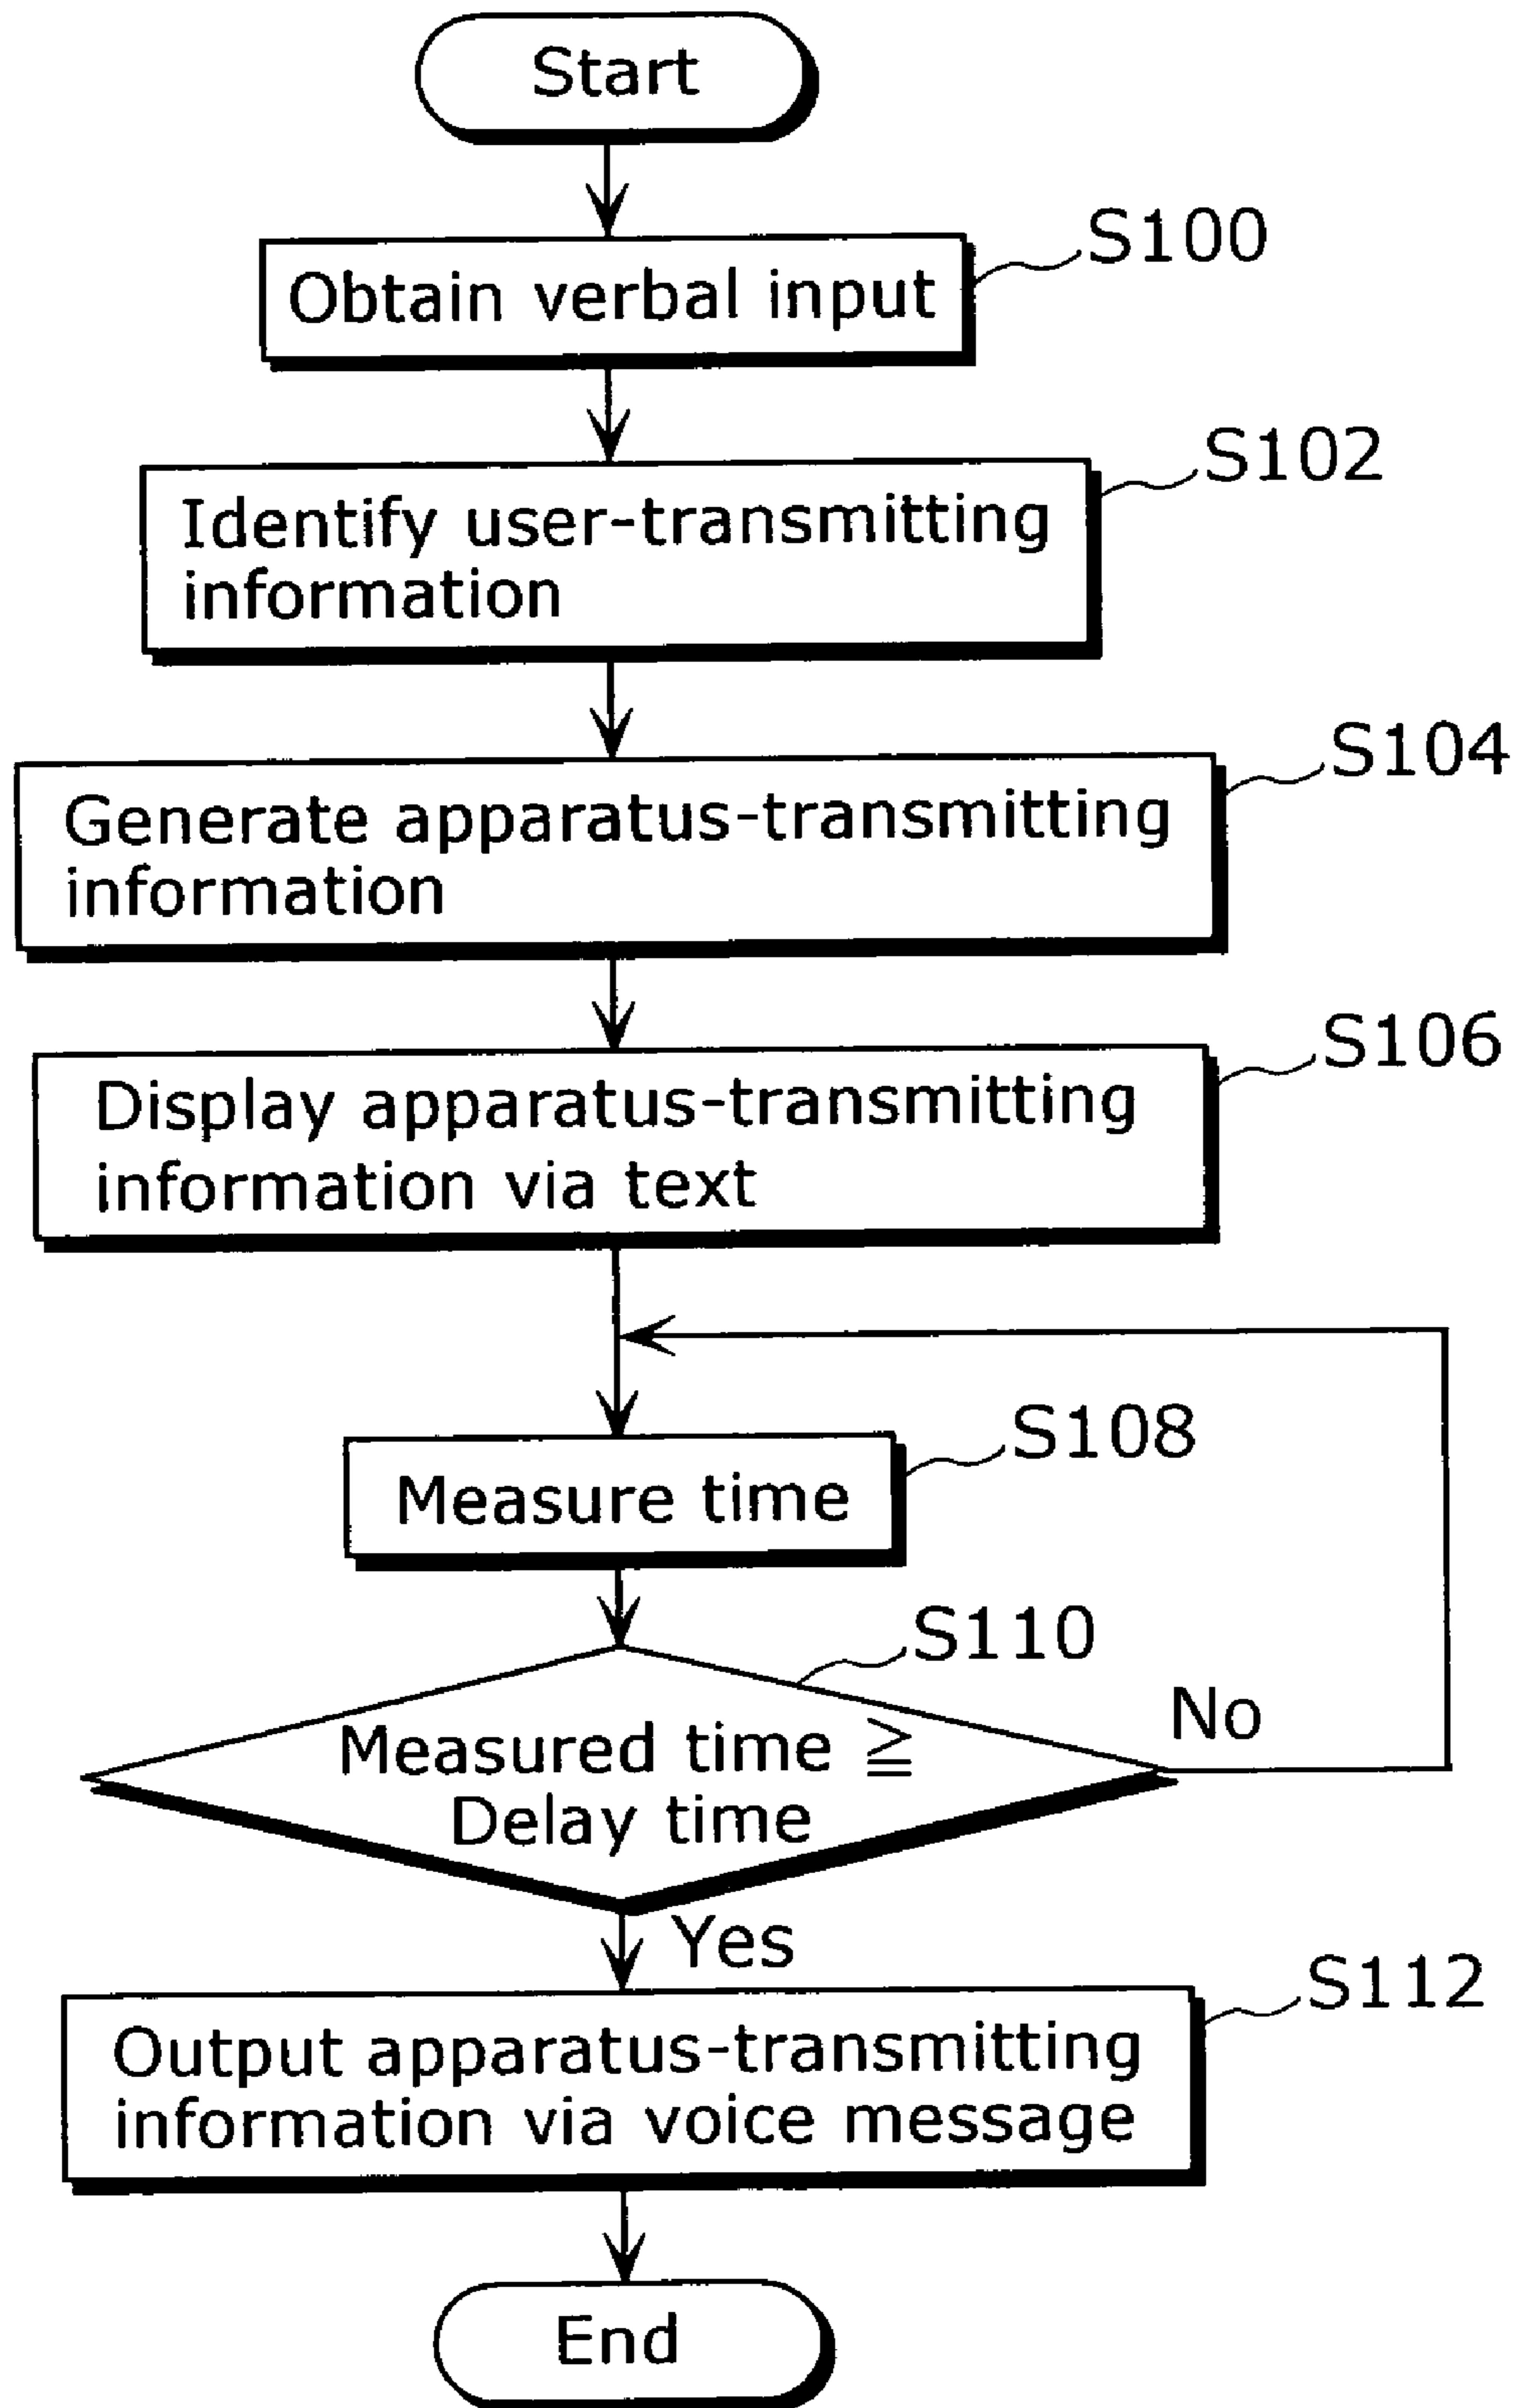 Start
S100
Obtain verbal input
S102
Identify user-transmitting
information
S104
Generate apparatus-transmitting
information
S106
Display apparatus-transmitting
information via text
S108
Measure time
S110
No
Measured time ≧
Delay time
Yes
S112
Output apparatus-transmitting
information via voice message
End